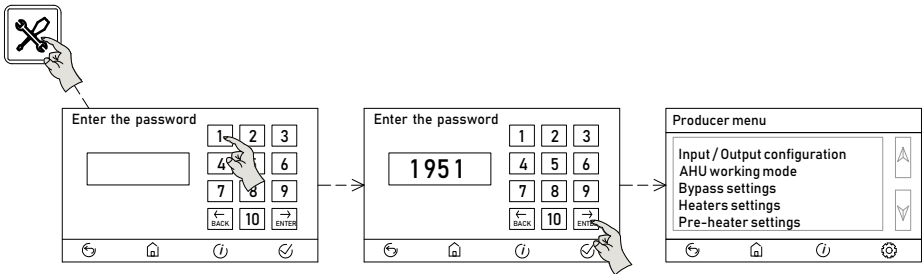 Enter the password
1 2 3
4 6
7 8 9
← BACK 10 → ENTER
i
Enter the password
1951
1 2 3
4 5 6
7 8 9
← BACK 10 → ENTER
i
Producer menu
Input / Output configuration
AHU working mode
Bypass settings
Heaters settings
Pre-heater settings
i